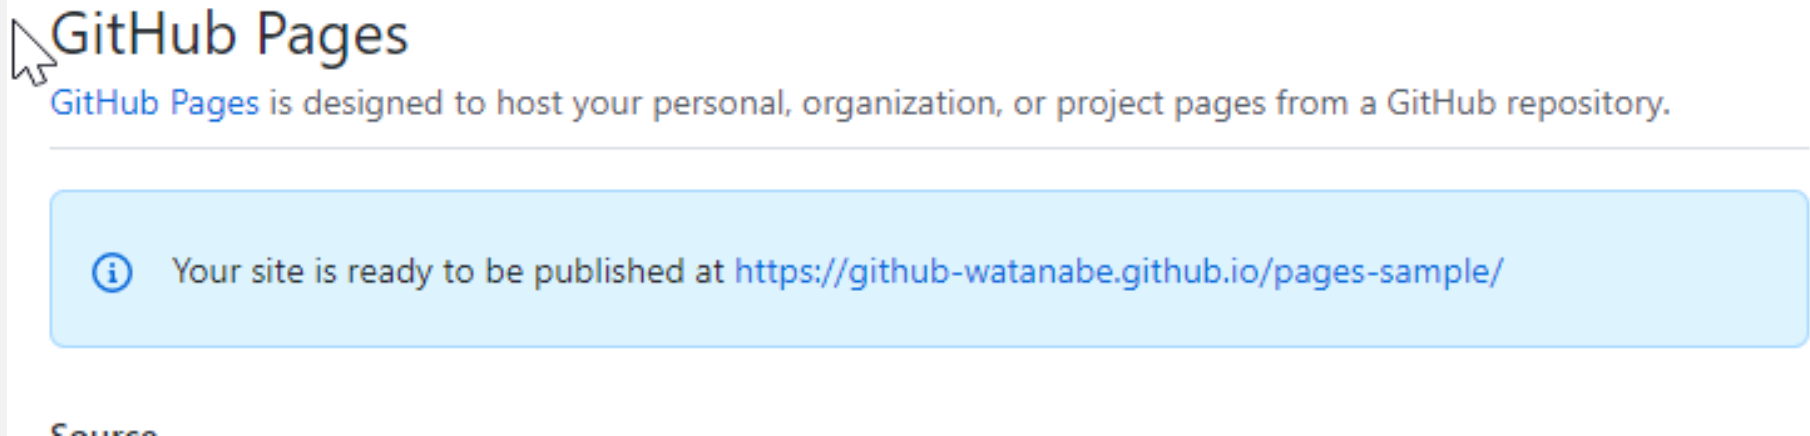 GitHub Pages
GitHub Pages is designed to host your personal, organization, or project pages from a GitHub repository.
Your site is ready to be published at https://github-watanabe.github.io/pages-sample/
Source